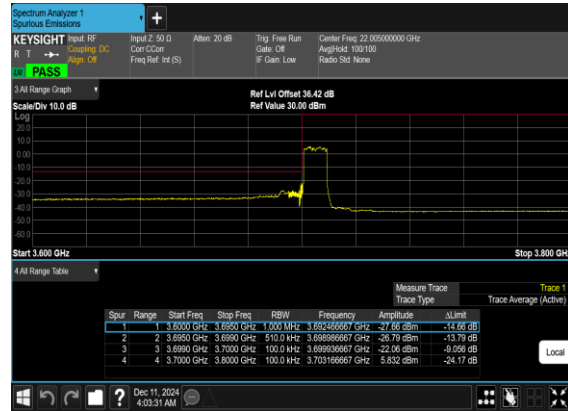 Spectrum Analyzer 1
Spurious Emissions
+
KEYSIGHT Input: RF Input Z: 50 Ω Atten: 20 dB Trig: Free Run Center Freq: 22.005000000 GHz
R T Coupling: DC Corr CCorr Gate: Off Avg|Hold: 100/100
Align: Off Freq Ref: Int (S) IF Gain: Low Radio Std: None
PASS
3 All Range Graph
Ref Lvl Offset 36.42 dB
Scale/Div 10.0 dB Ref Value 30.00 dBm
Log
20.0
10.0
0.00
-10.0
-20.0
-30.0
-40.0
-50.0
-60.0
Start 3.600 GHz Stop 3.800 GHz
4 All Range Table
Measure Trace Trace 1
Trace Type Trace Average (Active)
Spur Range Start Freq Stop Freq RBW Frequency Amplitude ΔLimit
1 1 3.6000 GHz 3.6950 GHz 1.000 MHz 3.692466667 GHz -27.66 dBm -14.66 dB
2 2 3.6950 GHz 3.6990 GHz 510.0 kHz 3.698986667 GHz -26.79 dBm -13.79 dB
3 3 3.6990 GHz 3.7000 GHz 100.0 kHz 3.699936667 GHz -22.06 dBm -9.056 dB
4 4 3.7000 GHz 3.8000 GHz 100.0 kHz 3.703166667 GHz 5.832 dBm -24.17 dB
Local
? Dec 11, 2024
4:03:31 AM